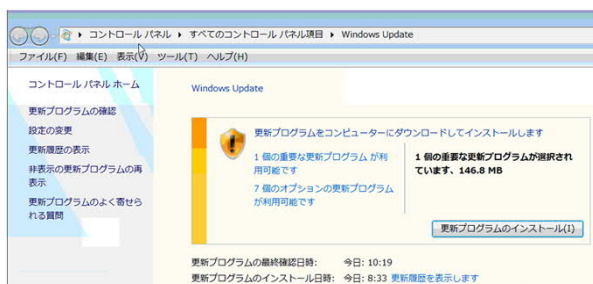 コントロール パネル ▸ すべてのコントロール パネル項目 ▸ Windows Update
ファイル(F) 編集(E) 表示(V) ツール(T) ヘルプ(H)
コントロール パネル ホーム
更新プログラムの確認
設定の変更
更新履歴の表示
非表示の更新プログラムの再
表示
更新プログラムのよく寄せら
れる質問
Windows Update
更新プログラムをコンピューターにダウンロードしてインストールします
1 個の重要な更新プログラム が利
用可能です
7 個のオプションの更新プログラム
が利用可能です
1 個の重要な更新プログラムが選択され
ています、146.8 MB
更新プログラムのインストール(I)
更新プログラムの最終確認日時: 今日: 10:19
更新プログラムのインストール日時: 今日: 8:33 更新履歴を表示します